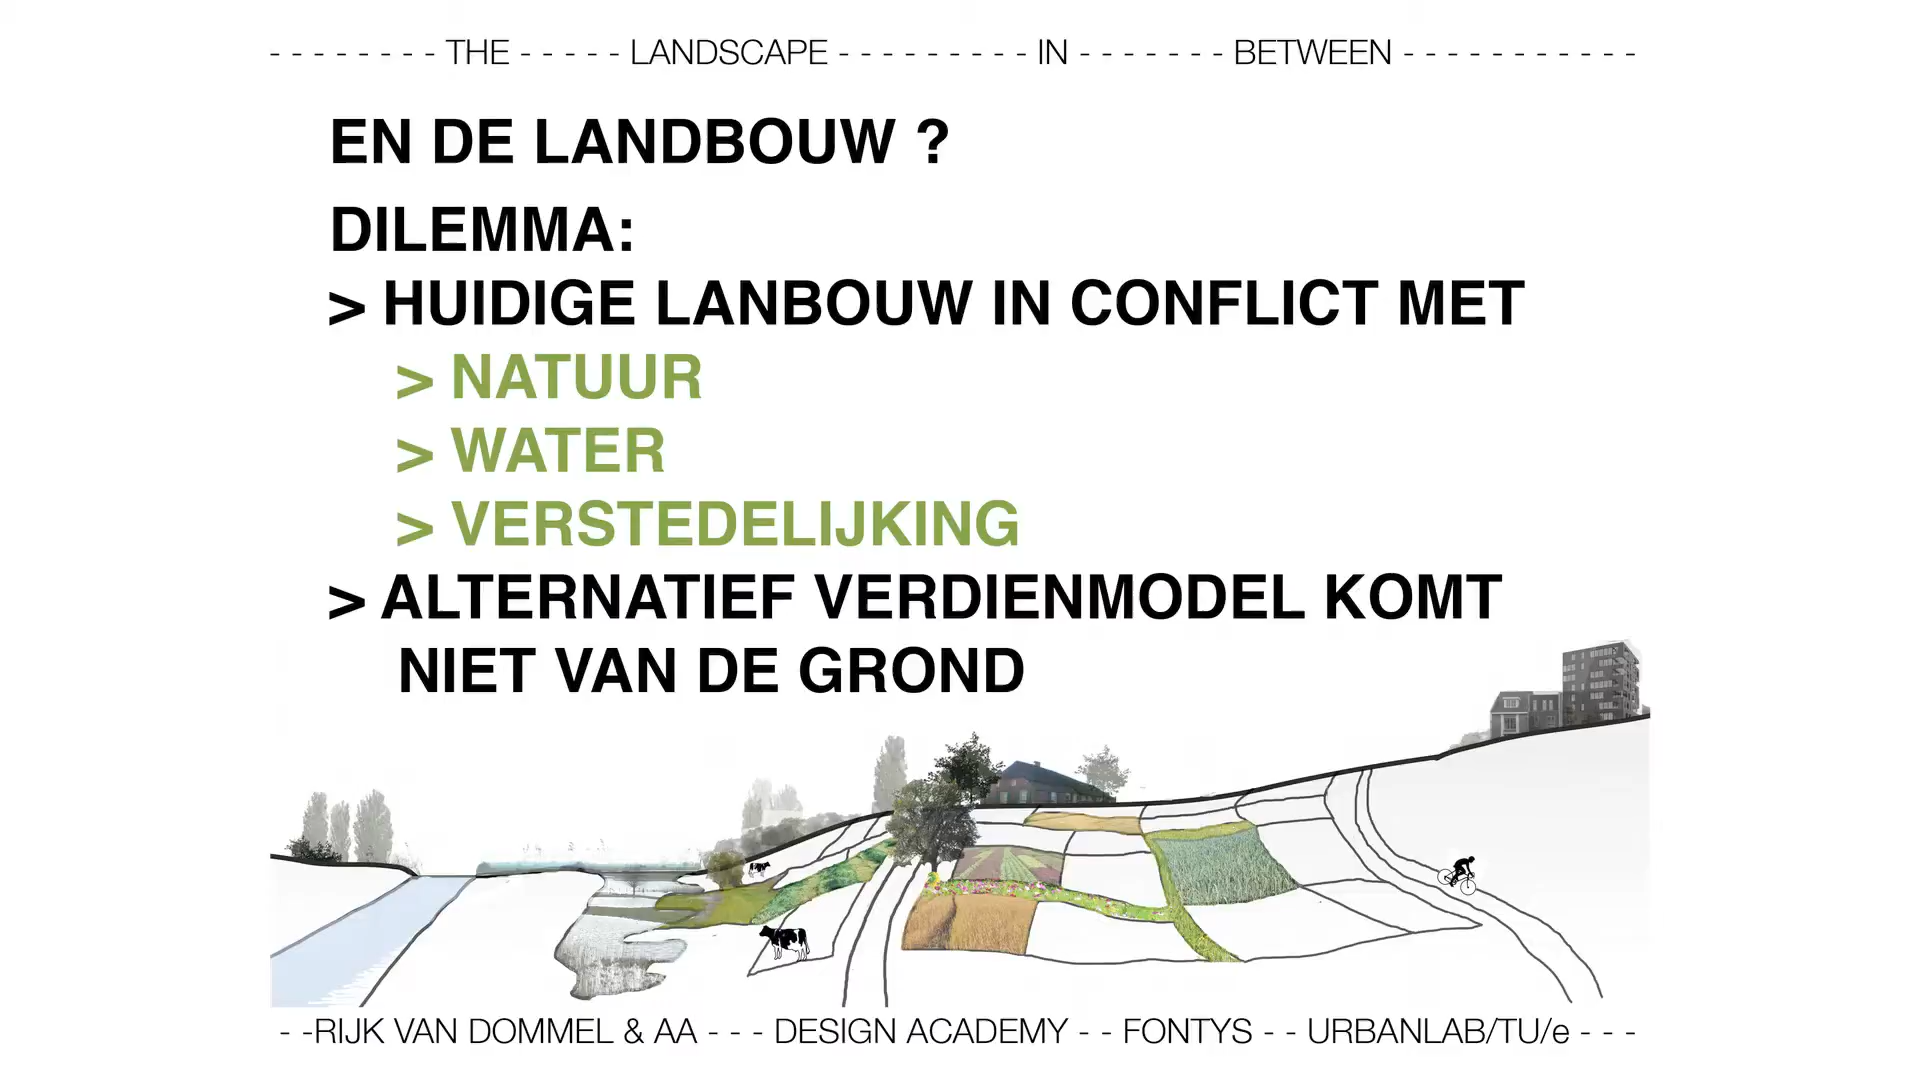 - - - - - - - - THE - - - - - LANDSCAPE - - - - - - - - - IN - - - - - - - BETWEEN - - - - - - - - - - -
EN DE LANDBOUW ?
DILEMMA:
> HUIDIGE LANBOUW IN CONFLICT MET
> NATUUR
> WATER
> VERSTEDELIJKING
> ALTERNATIEF VERDIENMODEL KOMT
NIET VAN DE GROND
- -RIJK VAN DOMMEL & AA - - - DESIGN ACADEMY - - FONTYS - - URBANLAB/TU/e - - -